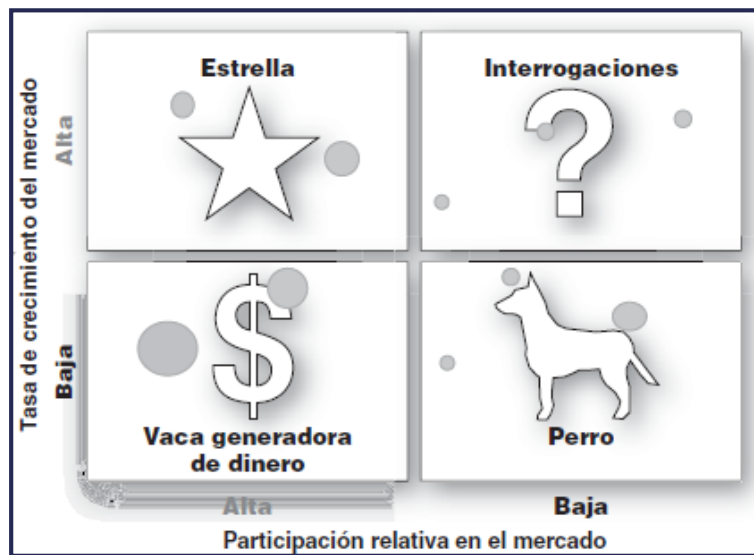 Estrella
Interrogaciones
Tasa de crecimiento del mercado
Alta
Baja
?
$
Vaca generadora
de dinero
Perro
Alta
Baja
Participación relativa en el mercado